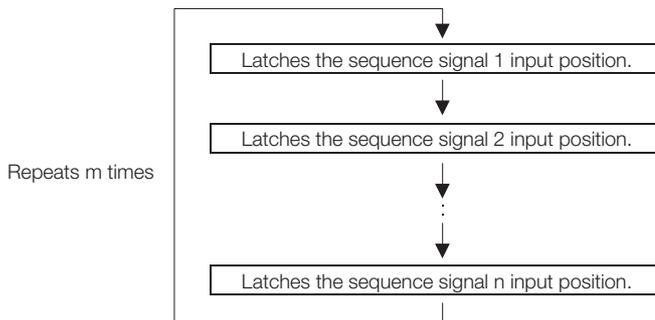 Latches the sequence signal 1 input position.
Latches the sequence signal 2 input position.
Repeats m times
Latches the sequence signal n input position.